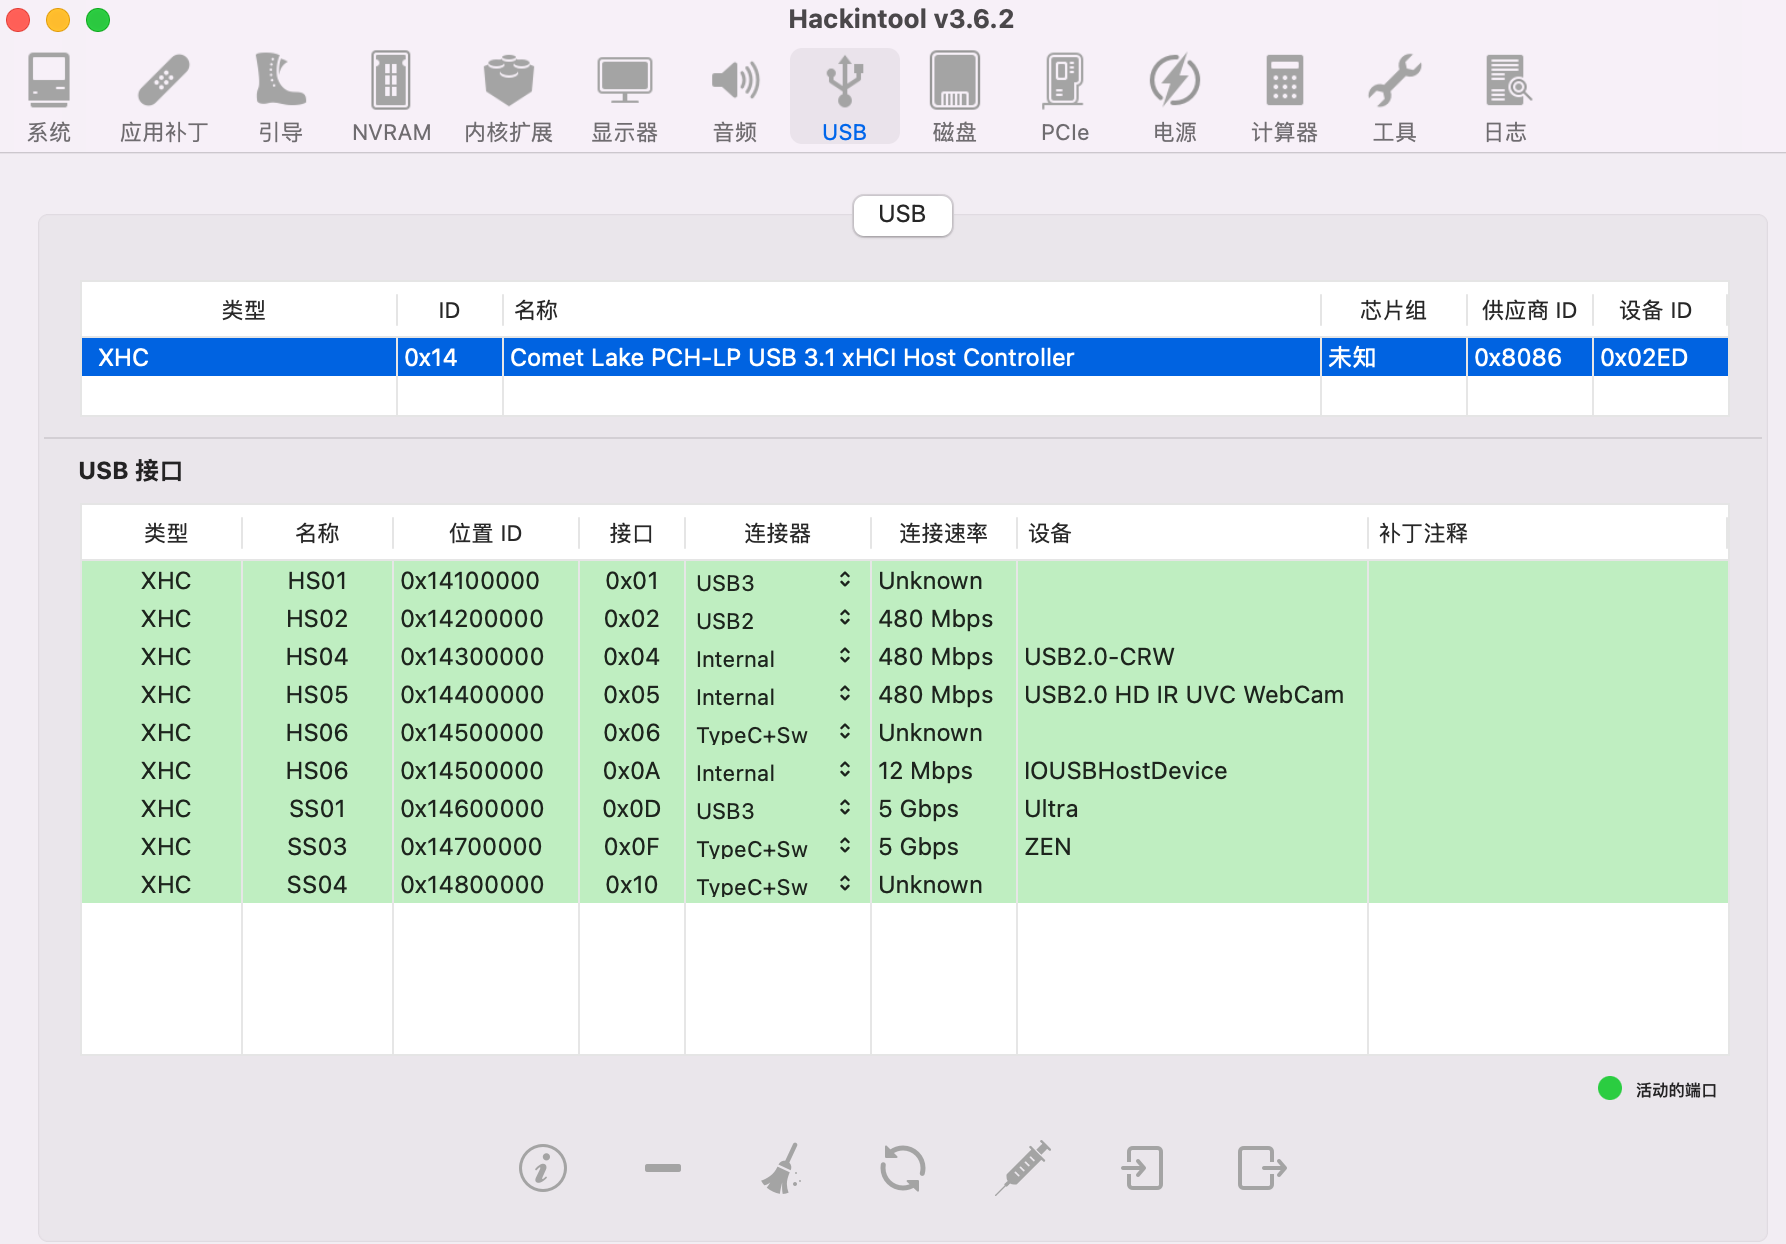 Hackintool v3.6.2
系统 应用补丁 引导 NVRAM 内核扩展 显示器 音频 USB 磁盘 PCIe 电源 计算器 工具 日志
USB
类型 ID 名称 芯片组 供应商 ID 设备 ID
XHC 0x14 Comet Lake PCH-LP USB 3.1 xHCI Host Controller 未知 0x8086 0x02ED
USB 接口
类型 名称 位置 ID 接口 连接器 连接速率 设备 补丁注释
XHC HS01 0x14100000 0x01 USB3 Unknown
XHC HS02 0x14200000 0x02 USB2 480 Mbps
XHC HS04 0x14300000 0x04 Internal 480 Mbps USB2.0-CRW
XHC HS05 0x14400000 0x05 Internal 480 Mbps USB2.0 HD IR UVC WebCam
XHC HS06 0x14500000 0x06 TypeC+Sw Unknown
XHC HS06 0x14500000 0x0A Internal 12 Mbps IOUSBHostDevice
XHC SS01 0x14600000 0x0D USB3 5 Gbps Ultra
XHC SS03 0x14700000 0x0F TypeC+Sw 5 Gbps ZEN
XHC SS04 0x14800000 0x10 TypeC+Sw Unknown
活动的端口